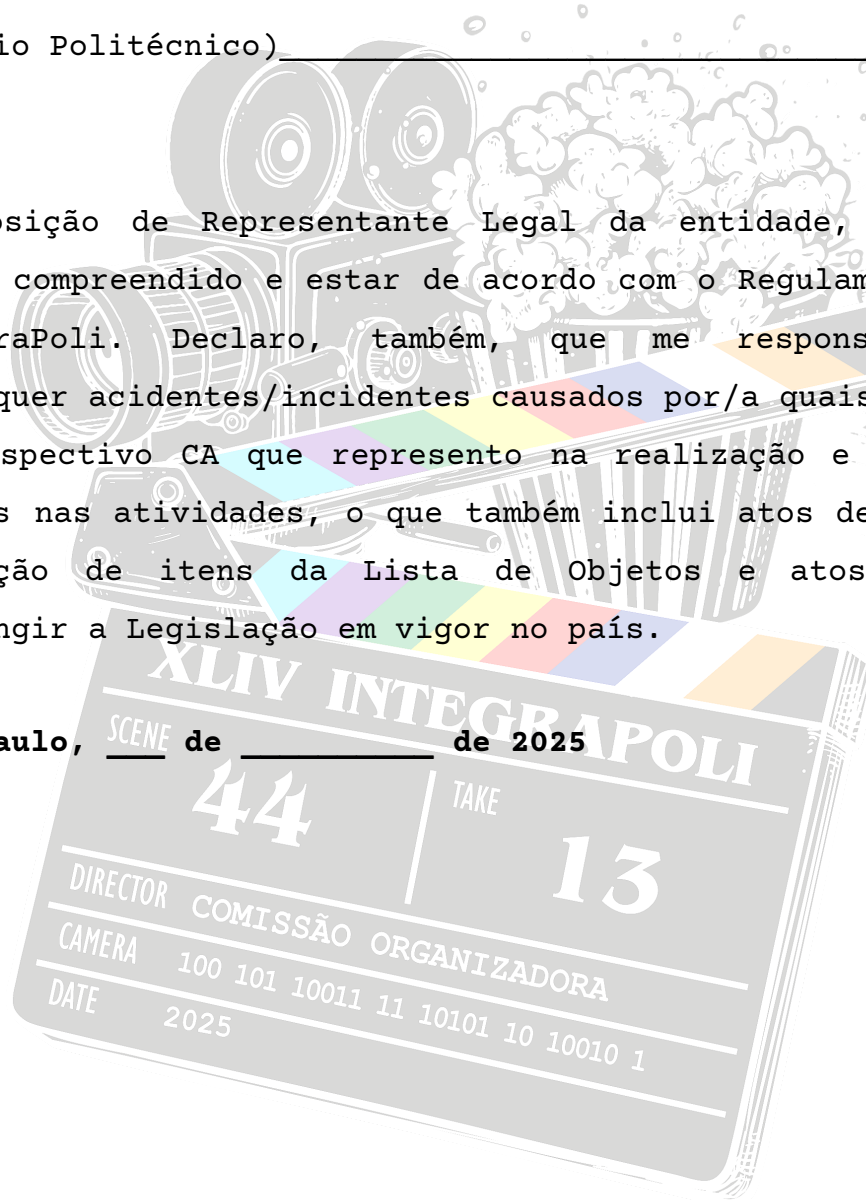 io Politécnico)______________________________
osição de Representante Legal da entidade,
compreendido e estar de acordo com o Regulam
raPoli. Declaro, também, que me respons
quer acidentes/incidentes causados por/a quais
spectivo CA que represento na realização e
s nas atividades, o que também inclui atos de
ção de itens da Lista de Objetos e atos
ngir a Legislação em vigor no país.
XLIV INTEGRAPOLI
aulo, ___ de __________ de 2025
SCENE
44
TAKE
13
DIRECTOR COMISSÃO ORGANIZADORA
CAMERA 100 101 10011 11 10101 10 10010 1
DATE 2025